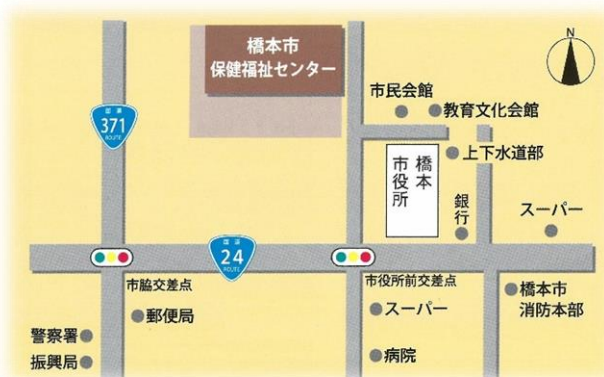 橋本市
保健福祉センター
N
国道
371
ROUTE
市民会館
教育文化会館
上下水道部
橋本
市役所
銀行
スーパー
国道
24
ROUTE
市脇交差点
市役所前交差点
郵便局
スーパー
橋本市
消防本部
警察署
振興局
病院